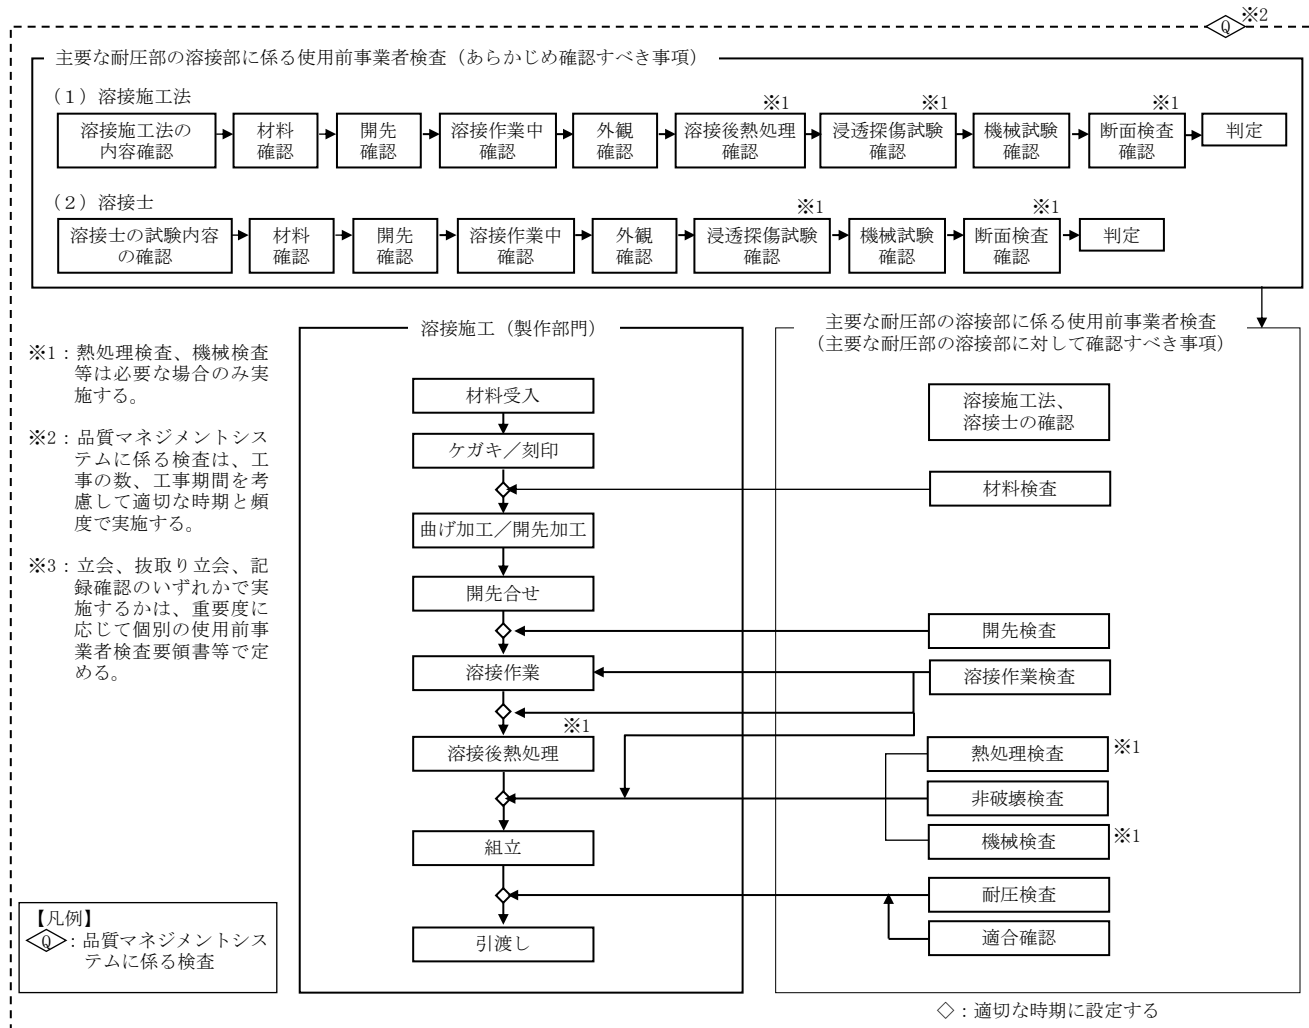 Q ※2
主要な耐圧部の溶接部に係る使用前事業者検査（あらかじめ確認すべき事項）
（1）溶接施工法
溶接施工法の
内容確認
材料
確認
開先
確認
溶接作業中
確認
外観
確認
※1
溶接後熱処理
確認
※1
浸透探傷試験
確認
機械試験
確認
※1
断面検査
確認
判定
（2）溶接士
溶接士の試験内容
の確認
材料
確認
開先
確認
溶接作業中
確認
外観
確認
※1
浸透探傷試験
確認
機械試験
確認
※1
断面検査
確認
判定
※1：熱処理検査、機械検査
等は必要な場合のみ実
施する。
※2：品質マネジメントシス
テムに係る検査は、工
事の数、工事期間を考
慮して適切な時期と頻
度で実施する。
※3：立会、抜取り立会、記
録確認のいずれかで実
施するかは、重要度に
応じて個別の使用前事
業者検査要領書等で定
める。
【凡例】
Q：品質マネジメントシス
テムに係る検査
溶接施工（製作部門）
材料受入
ケガキ／刻印
曲げ加工／開先加工
開先合せ
溶接作業
※1
溶接後熱処理
組立
引渡し
主要な耐圧部の溶接部に係る使用前事業者検査
（主要な耐圧部の溶接部に対して確認すべき事項）
溶接施工法、
溶接士の確認
材料検査
開先検査
溶接作業検査
熱処理検査 ※1
非破壊検査
機械検査 ※1
耐圧検査
適合確認
◇：適切な時期に設定する